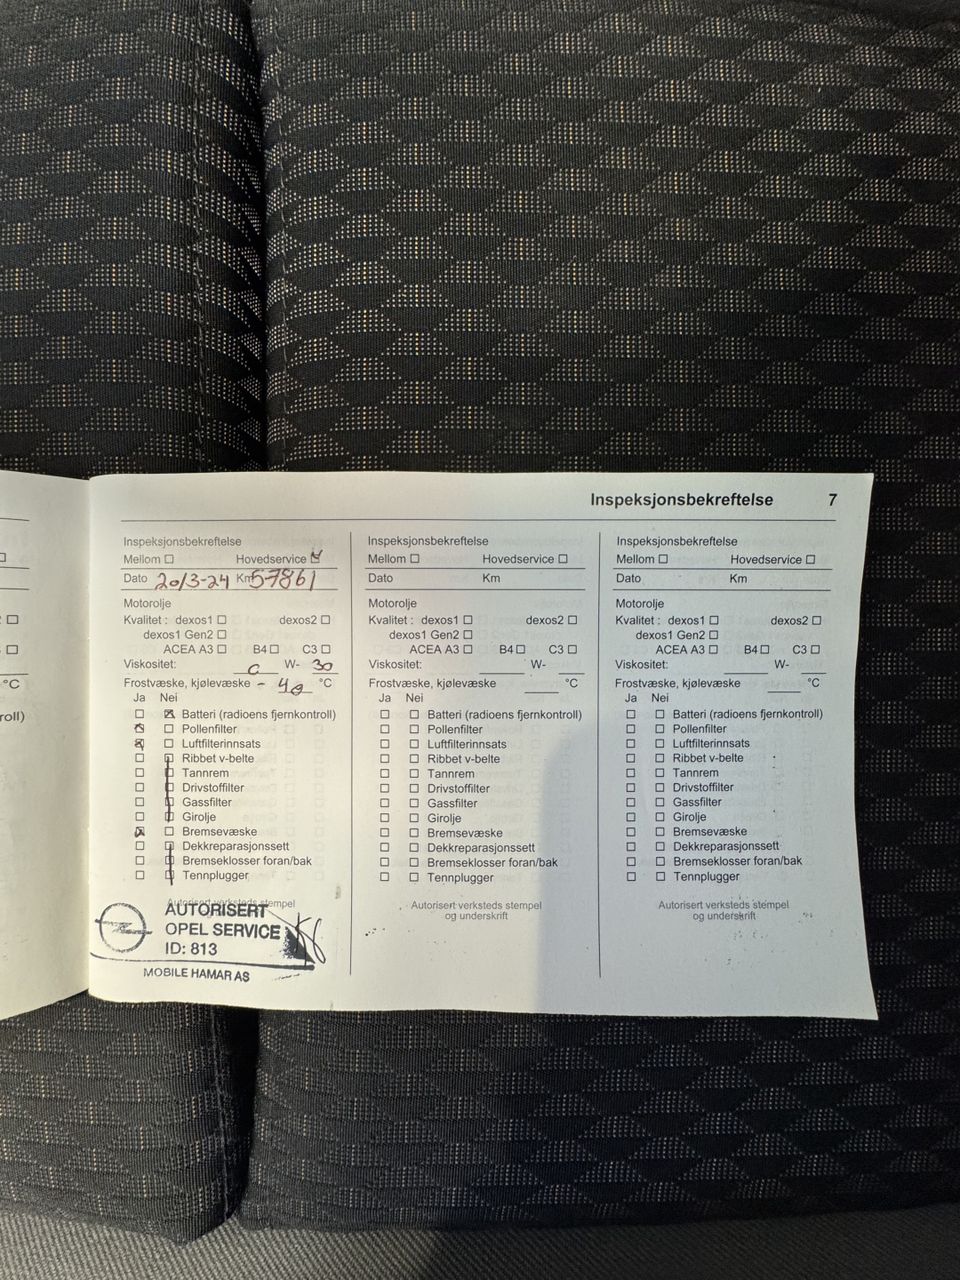 Inspeksjonsbekreftelse 7
Inspeksjonsbekreftelse
Mellom ☐ Hovedservice ☑
Dato 20/3-24 Km 57861
Motorolje
Kvalitet : dexos1 ☐ dexos2 ☐
dexos1 Gen2 ☐
ACEA A3 ☐ B4 ☐ C3 ☐
Viskositet: 0 W- 30
Frostvæske, kjølevæske -40 °C
Ja Nei
☐ ☒ Batteri (radioens fjernkontroll)
☒ ☐ Pollenfilter
☒ ☐ Luftfilterinnsats
☐ ☐ Ribbet v-belte
☐ ☐ Tannrem
☐ ☐ Drivstoffilter
☐ ☐ Gassfilter
☐ ☐ Girolje
☒ ☐ Bremsevæske
☐ ☐ Dekkreparasjonssett
☐ ☐ Bremseklosser foran/bak
☐ ☐ Tennplugger
Autorisert verksteds stempel
AUTORISERT
OPEL SERVICE
ID: 813
MOBILE HAMAR AS
Inspeksjonsbekreftelse
Mellom ☐ Hovedservice ☐
Dato Km
Motorolje
Kvalitet : dexos1 ☐ dexos2 ☐
dexos1 Gen2 ☐
ACEA A3 ☐ B4 ☐ C3 ☐
Viskositet: W-
Frostvæske, kjølevæske °C
Ja Nei
☐ ☐ Batteri (radioens fjernkontroll)
☐ ☐ Pollenfilter
☐ ☐ Luftfilterinnsats
☐ ☐ Ribbet v-belte
☐ ☐ Tannrem
☐ ☐ Drivstoffilter
☐ ☐ Gassfilter
☐ ☐ Girolje
☐ ☐ Bremsevæske
☐ ☐ Dekkreparasjonssett
☐ ☐ Bremseklosser foran/bak
☐ ☐ Tennplugger
Autorisert verksteds stempel
og underskrift
Inspeksjonsbekreftelse
Mellom ☐ Hovedservice ☐
Dato Km
Motorolje
Kvalitet : dexos1 ☐ dexos2 ☐
dexos1 Gen2 ☐
ACEA A3 ☐ B4 ☐ C3 ☐
Viskositet: W-
Frostvæske, kjølevæske °C
Ja Nei
☐ ☐ Batteri (radioens fjernkontroll)
☐ ☐ Pollenfilter
☐ ☐ Luftfilterinnsats
☐ ☐ Ribbet v-belte
☐ ☐ Tannrem
☐ ☐ Drivstoffilter
☐ ☐ Gassfilter
☐ ☐ Girolje
☐ ☐ Bremsevæske
☐ ☐ Dekkreparasjonssett
☐ ☐ Bremseklosser foran/bak
☐ ☐ Tennplugger
Autorisert verksteds stempel
og underskrift
°C
roll)